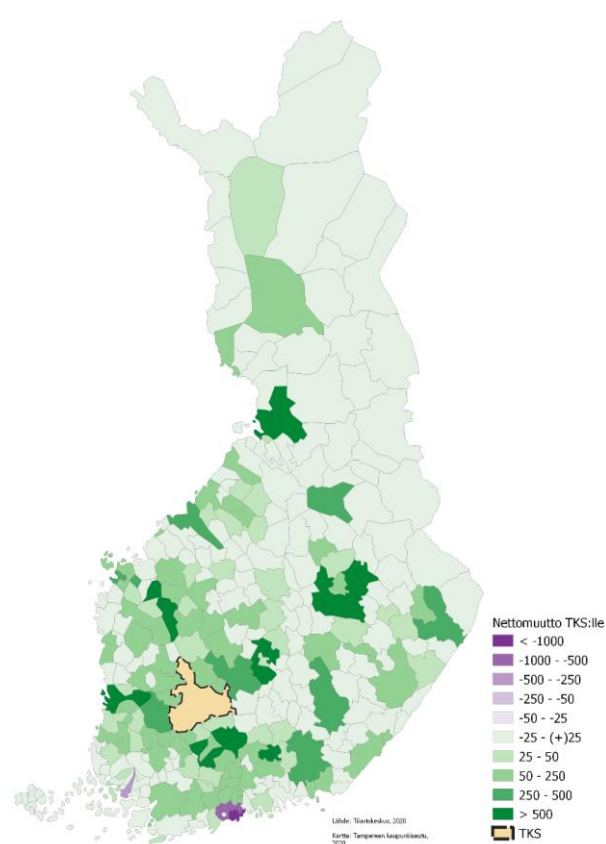 Nettomuutto TKS:lle
< -1000
-1000 - -500
-500 - -250
-250 - -50
-50 - -25
-25 - (+)25
25 - 50
50 - 250
250 - 500
> 500
TKS
Lähde: Tilastokeskus, 2020
Kartta: Tampereen kaupunkiseutu,
2020